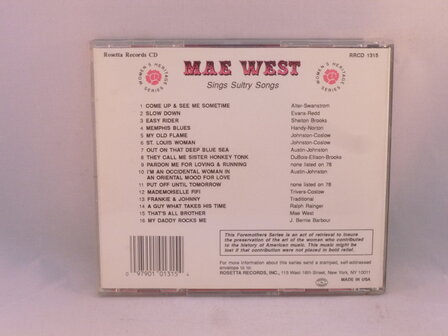 Rosetta Records CD
RRCD 1315
MAE WEST
Sings Sultry Songs
WOMEN'S HERITAGE SERIES
WOMEN'S HERITAGE SERIES
1 COME UP & SEE ME SOMETIME Alter-Swanstrom
2 SLOW DOWN Evans-Redd
3 EASY RIDER Shelton Brooks
4 MEMPHIS BLUES Handy-Norton
5 MY OLD FLAME Johnston-Coslow
6 ST. LOUIS WOMAN Johnston-Coslow
7 OUT ON THAT DEEP BLUE SEA Austin-Johnston
8 THEY CALL ME SISTER HONKEY TONK DuBois-Ellison-Brooks
9 PARDON ME FOR LOVING & RUNNING none listed on 78
10 I'M AN OCCIDENTAL WOMAN IN Austin-Johnston
AN ORIENTAL MOOD FOR LOVE
11 PUT OFF UNTIL TOMORROW none listed on 78
12 MADEMOISELLE FIFI Trivers-Coslow
13 FRANKIE & JOHNNY Traditional
14 A GUY WHAT TAKES HIS TIME Ralph Rainger
15 THAT'S ALL BROTHER Mae West
16 MY DADDY ROCKS ME J. Bernie Barbour
This Foremothers Series is an act of retrieval to insure
the preservation of the art of the women who contributed
to the history of American music. This music might be
lost if that contribution were not placed in bold relief.
For more information about this series send a stamped, self-addressed
envelope to
ROSETTA RECORDS, INC., 115 West 16th Street, New York, NY 10011
0 97901 01315 4
MADE IN USA